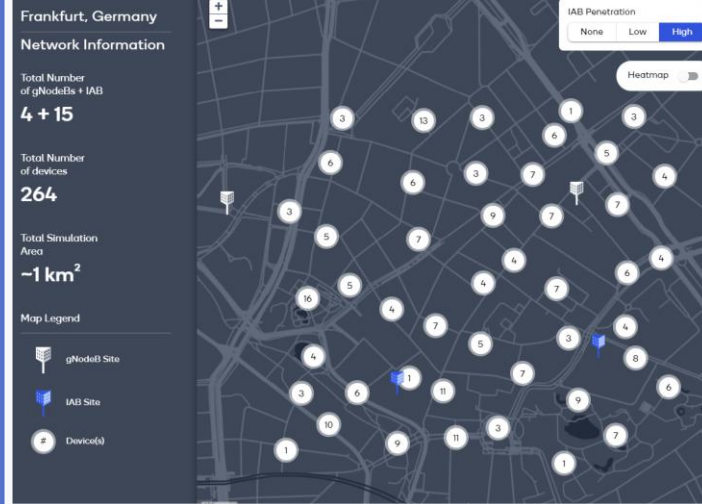 Frankfurt, Germany
Network Information
Total Number
of gNodeBs + IAB
4 + 15
Total Number
of devices
264
Total Simulation
Area
~1 km²
Map Legend
gNodeB Site
IAB Site
#
Device(s)
+
−
IAB Penetration
None Low High
Heatmap
3 13 3 1 3
6
5
6 6 3 7 4
3 9 7 7
5 7
4 4
6
5 4 7
16
4
7 4
5 3
4 8
7
1
3 6 11 6
9
10
3
9 11 7
1
1